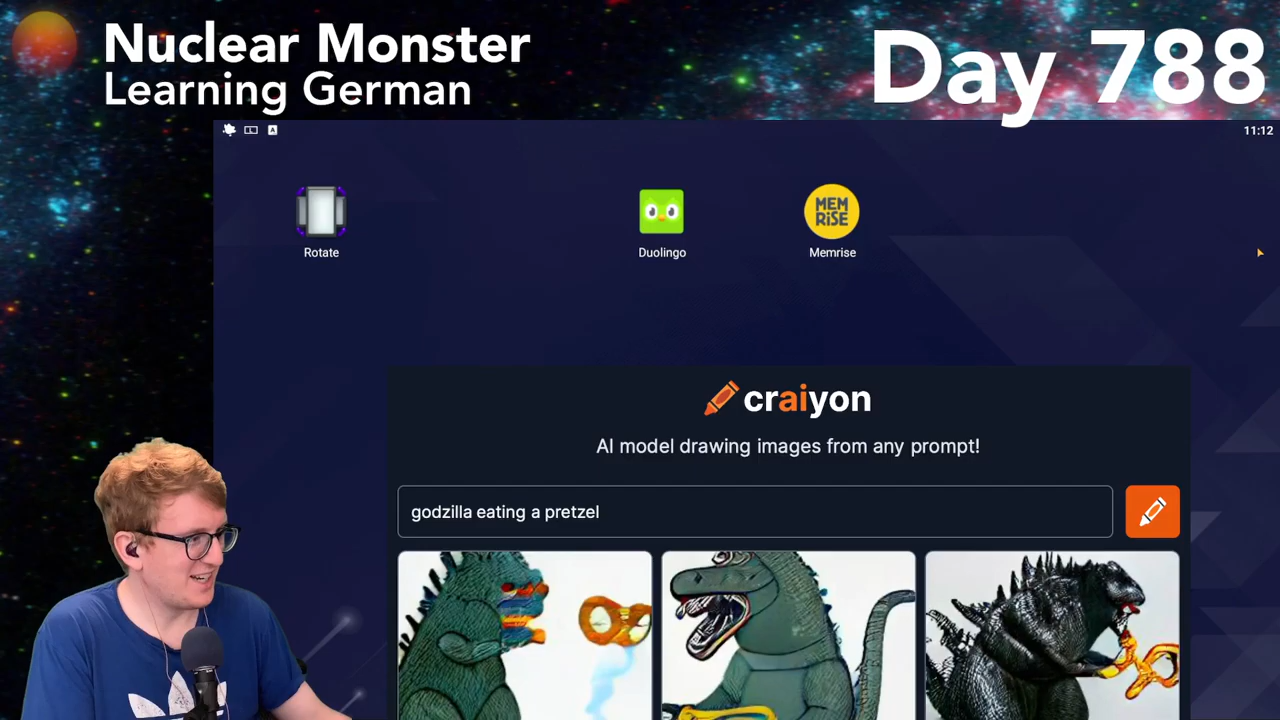 Nuclear Monster
Learning German
Day 788
11:12
Rotate
Duolingo
MEM
RiSE
Memrise
craiyon
AI model drawing images from any prompt!
godzilla eating a pretzel